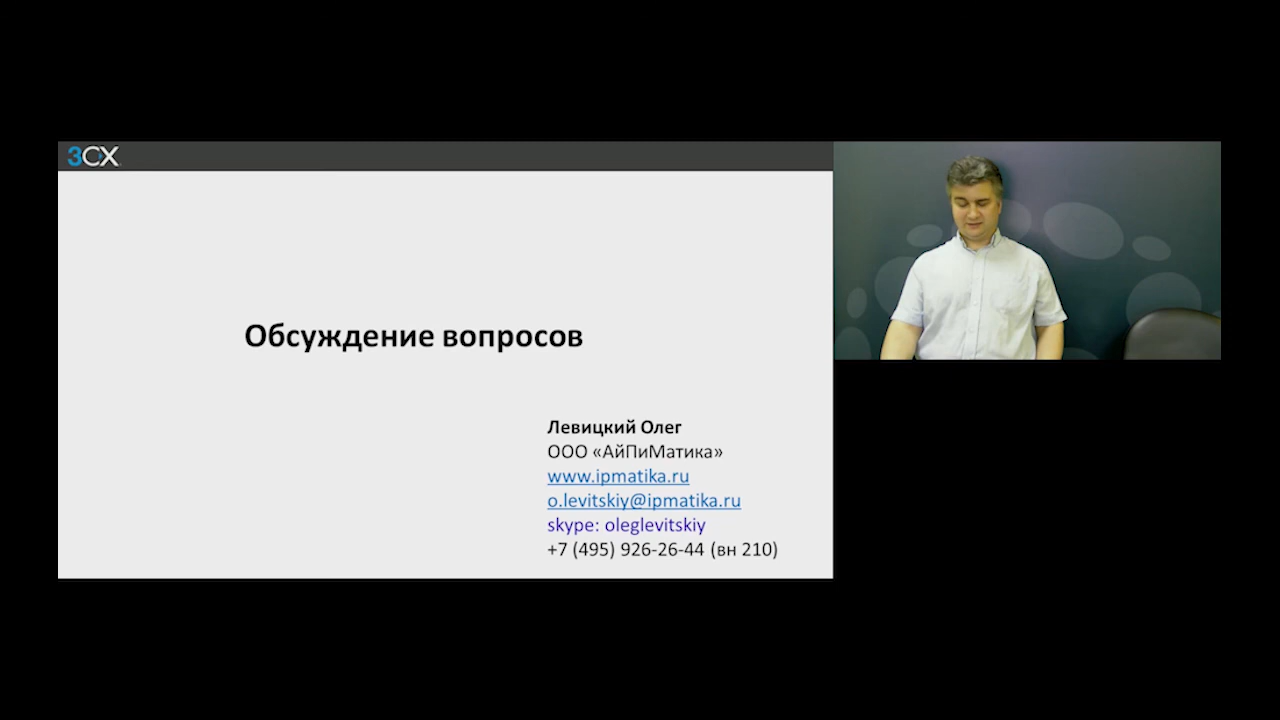 3CX
Обсуждение вопросов
Левицкий Олег
ООО «АйПиМатика»
www.ipmatika.ru
o.levitskiy@ipmatika.ru
skype: oleglevitskiy
+7 (495) 926-26-44 (вн 210)